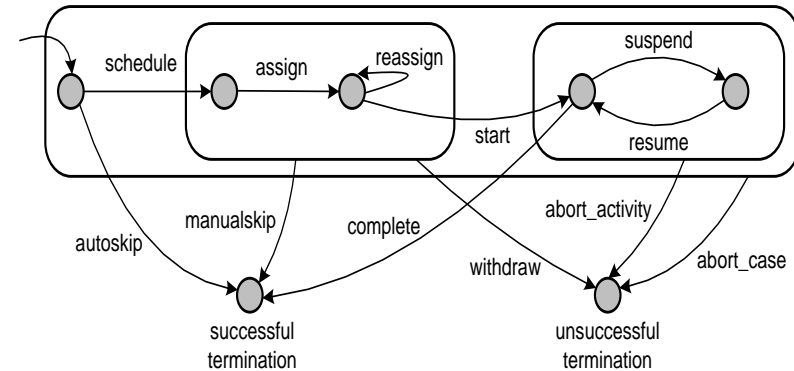 suspend
reassign
schedule
assign
start
resume
manualskip
complete
abort_activity
autoskip
withdraw
abort_case
successful
termination
unsuccessful
termination